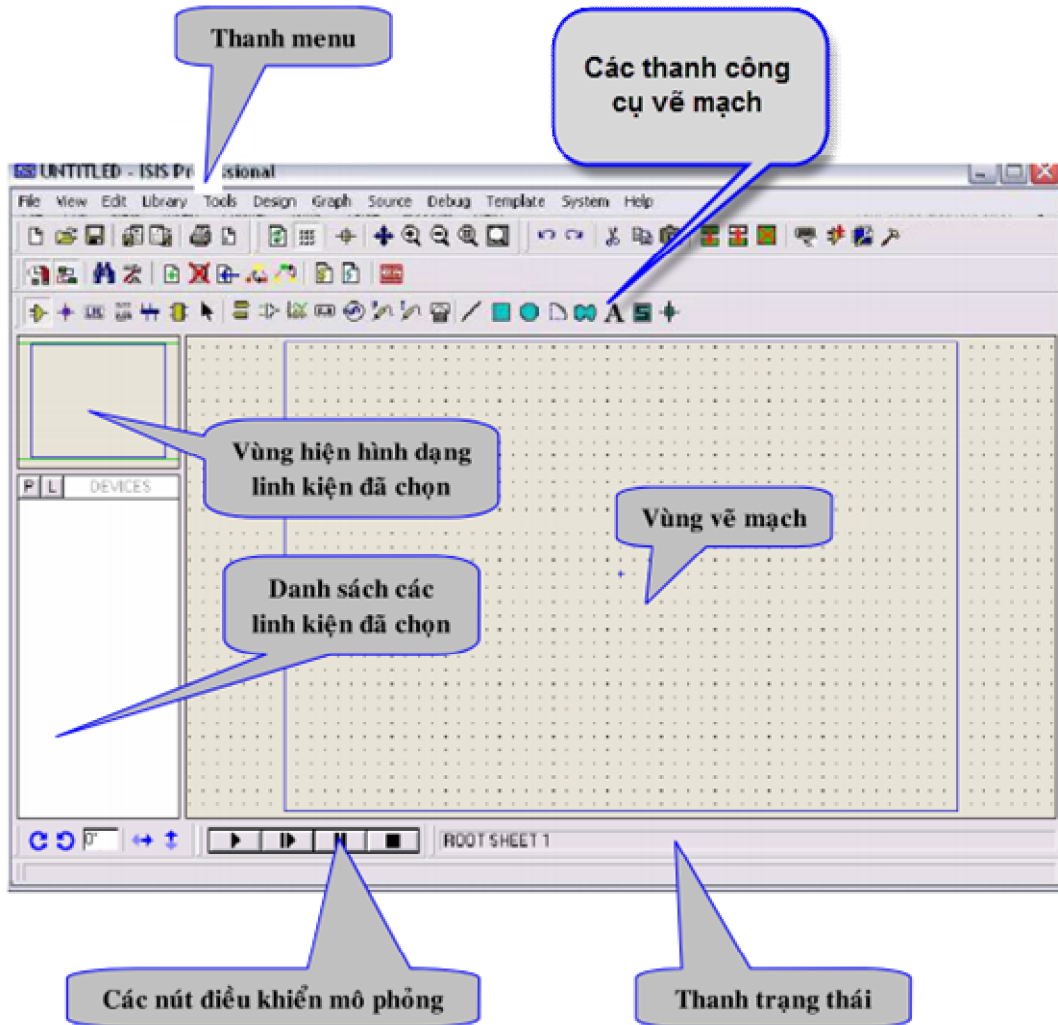 Thanh menu
Các thanh công
cụ vẽ mạch
UNTITLED - ISIS Pr sional
File View Edit Library Tools Design Graph Source Debug Template System Help
A
Vùng hiện hình dạng
linh kiện đã chọn
P L DEVICES
Vùng vẽ mạch
Danh sách các
linh kiện đã chọn
0°
ROOT SHEET 1
Các nút điều khiển mô phỏng
Thanh trạng thái